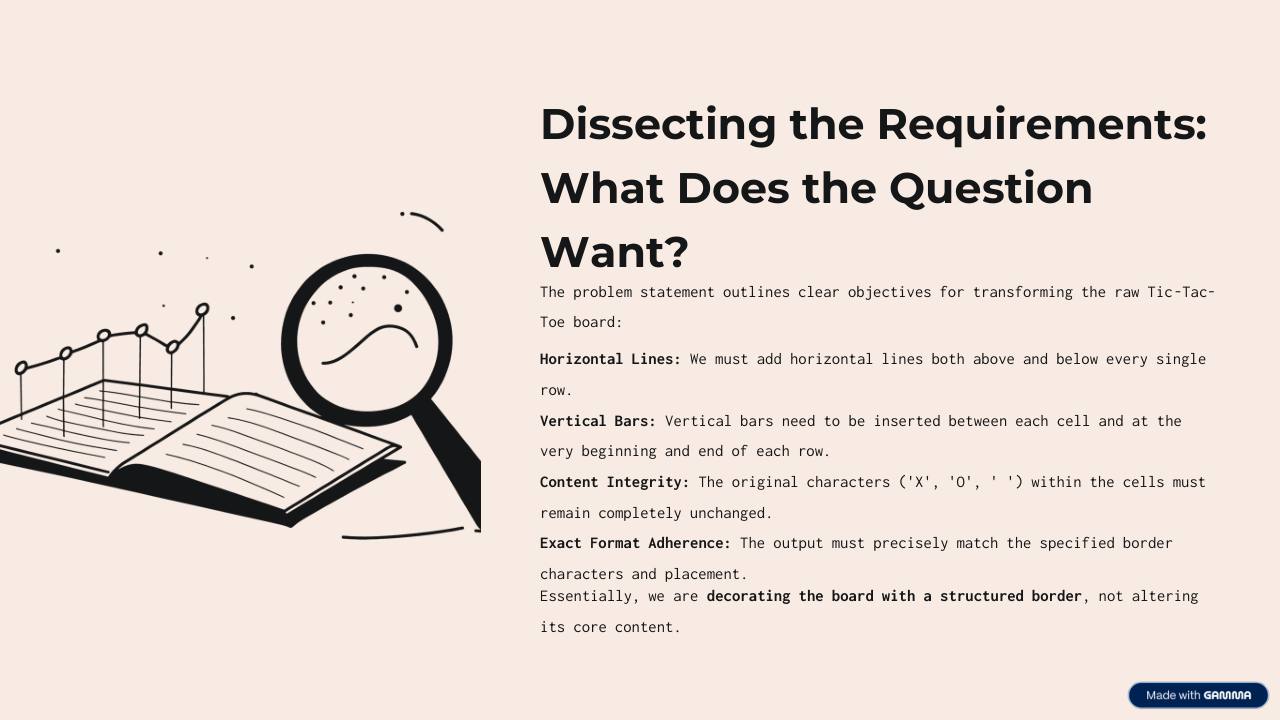 Dissecting the Requirements:
What Does the Question
Want?
The problem statement outlines clear objectives for transforming the raw Tic-Tac-
Toe board:
Horizontal Lines: We must add horizontal lines both above and below every single
row.
Vertical Bars: Vertical bars need to be inserted between each cell and at the
very beginning and end of each row.
Content Integrity: The original characters ('X', 'O', ' ') within the cells must
remain completely unchanged.
Exact Format Adherence: The output must precisely match the specified border
characters and placement.
Essentially, we are decorating the board with a structured border, not altering
its core content.
Made with GAMMA